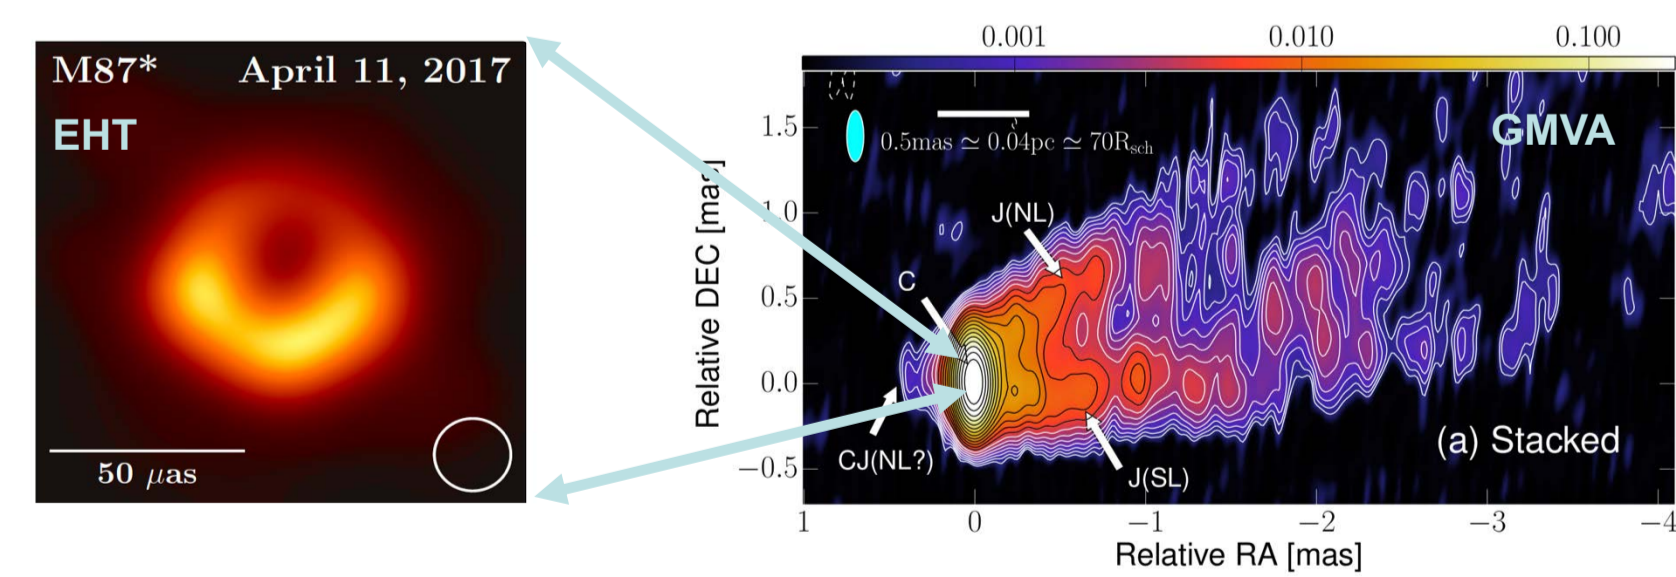 M87* April 11, 2017
EHT
50 μas
0.001 0.010 0.100
GMVA
0.5mas ≃ 0.04pc ≃ 70Rsch
J(NL)
C
CJ(NL?)
J(SL)
(a) Stacked
1.5
1.0
0.5
0.0
−0.5
Relative DEC [mas]
1 0 −1 −2 −3 −4
Relative RA [mas]